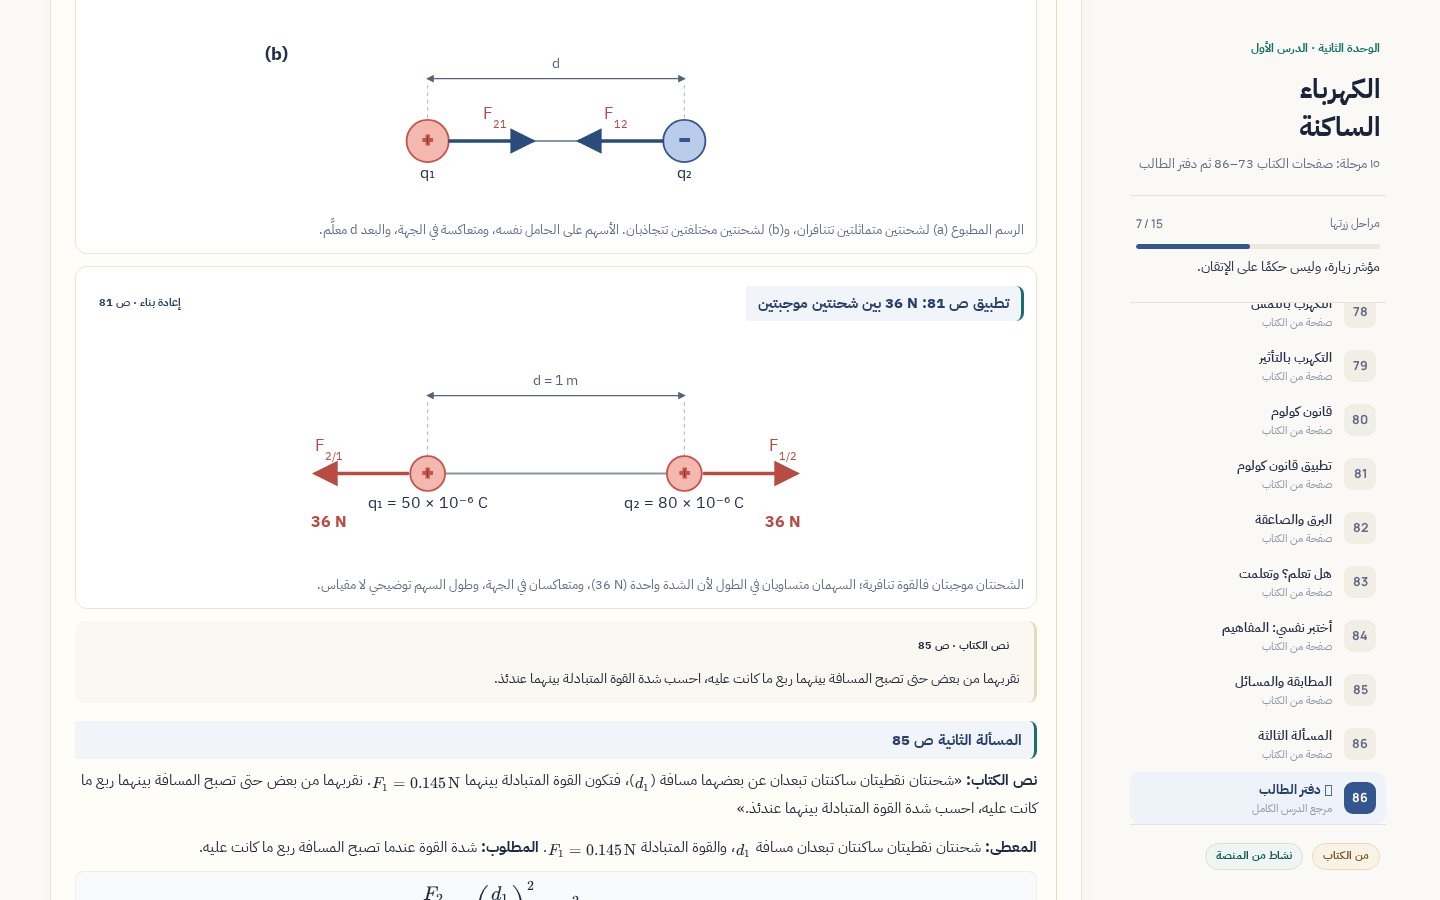 الوحدة الثانية · الدرس الأول
الكهرباء
الساكنة
١٥ مرحلة: صفحات الكتاب 73–86 ثم دفتر الطالب
مراحل زرتها
7 / 15
مؤشر زيارة، وليس حكمًا على الإتقان.
78
التكهرب باللمس
صفحة من الكتاب
79
التكهرب بالتأثير
صفحة من الكتاب
80
قانون كولوم
صفحة من الكتاب
81
تطبيق قانون كولوم
صفحة من الكتاب
82
البرق والصاعقة
صفحة من الكتاب
83
هل تعلم؟ وتعلمت
صفحة من الكتاب
84
أختبر نفسي: المفاهيم
صفحة من الكتاب
85
المطابقة والمسائل
صفحة من الكتاب
86
المسألة الثالثة
صفحة من الكتاب
86
دفتر الطالب
مرجع الدرس الكامل
من الكتاب
نشاط من المنصة
(b)
d
F21
F12
+
−
q₁
q₂
الرسم المطبوع (a) لشحنتين متماثلتين تتنافران، و(b) لشحنتين مختلفتين تتجاذبان. الأسهم على الحامل نفسه، ومتعاكسة في الجهة، والبعد d معلَّم.
تطبيق ص 81: 36 N بين شحنتين موجبتين
إعادة بناء · ص 81
d = 1 m
F2/1
F1/2
+
+
q₁ = 50 × 10⁻⁶ C
q₂ = 80 × 10⁻⁶ C
36 N
36 N
الشحنتان موجبتان فالقوة تنافرية؛ السهمان متساويان في الطول لأن الشدة واحدة (36 N)، ومتعاكسان في الجهة، وطول السهم توضيحي لا مقياس.
نص الكتاب · ص 85
نقربهما من بعض حتى تصبح المسافة بينهما ربع ما كانت عليه، احسب شدة القوة المتبادلة بينهما عندئذ.
المسألة الثانية ص 85
نص الكتاب: «شحنتان نقطيتان ساكنتان تبعدان عن بعضهما مسافة (d₁)، فتكون القوة المتبادلة بينهما F₁ = 0.145 N. نقربهما من بعض حتى تصبح المسافة بينهما ربع ما
كانت عليه، احسب شدة القوة المتبادلة بينهما عندئذ.»
المعطى: شحنتان نقطيتان ساكنتان تبعدان مسافة d₁، والقوة المتبادلة F₁ = 0.145 N. المطلوب: شدة القوة عندما تصبح المسافة ربع ما كانت عليه.